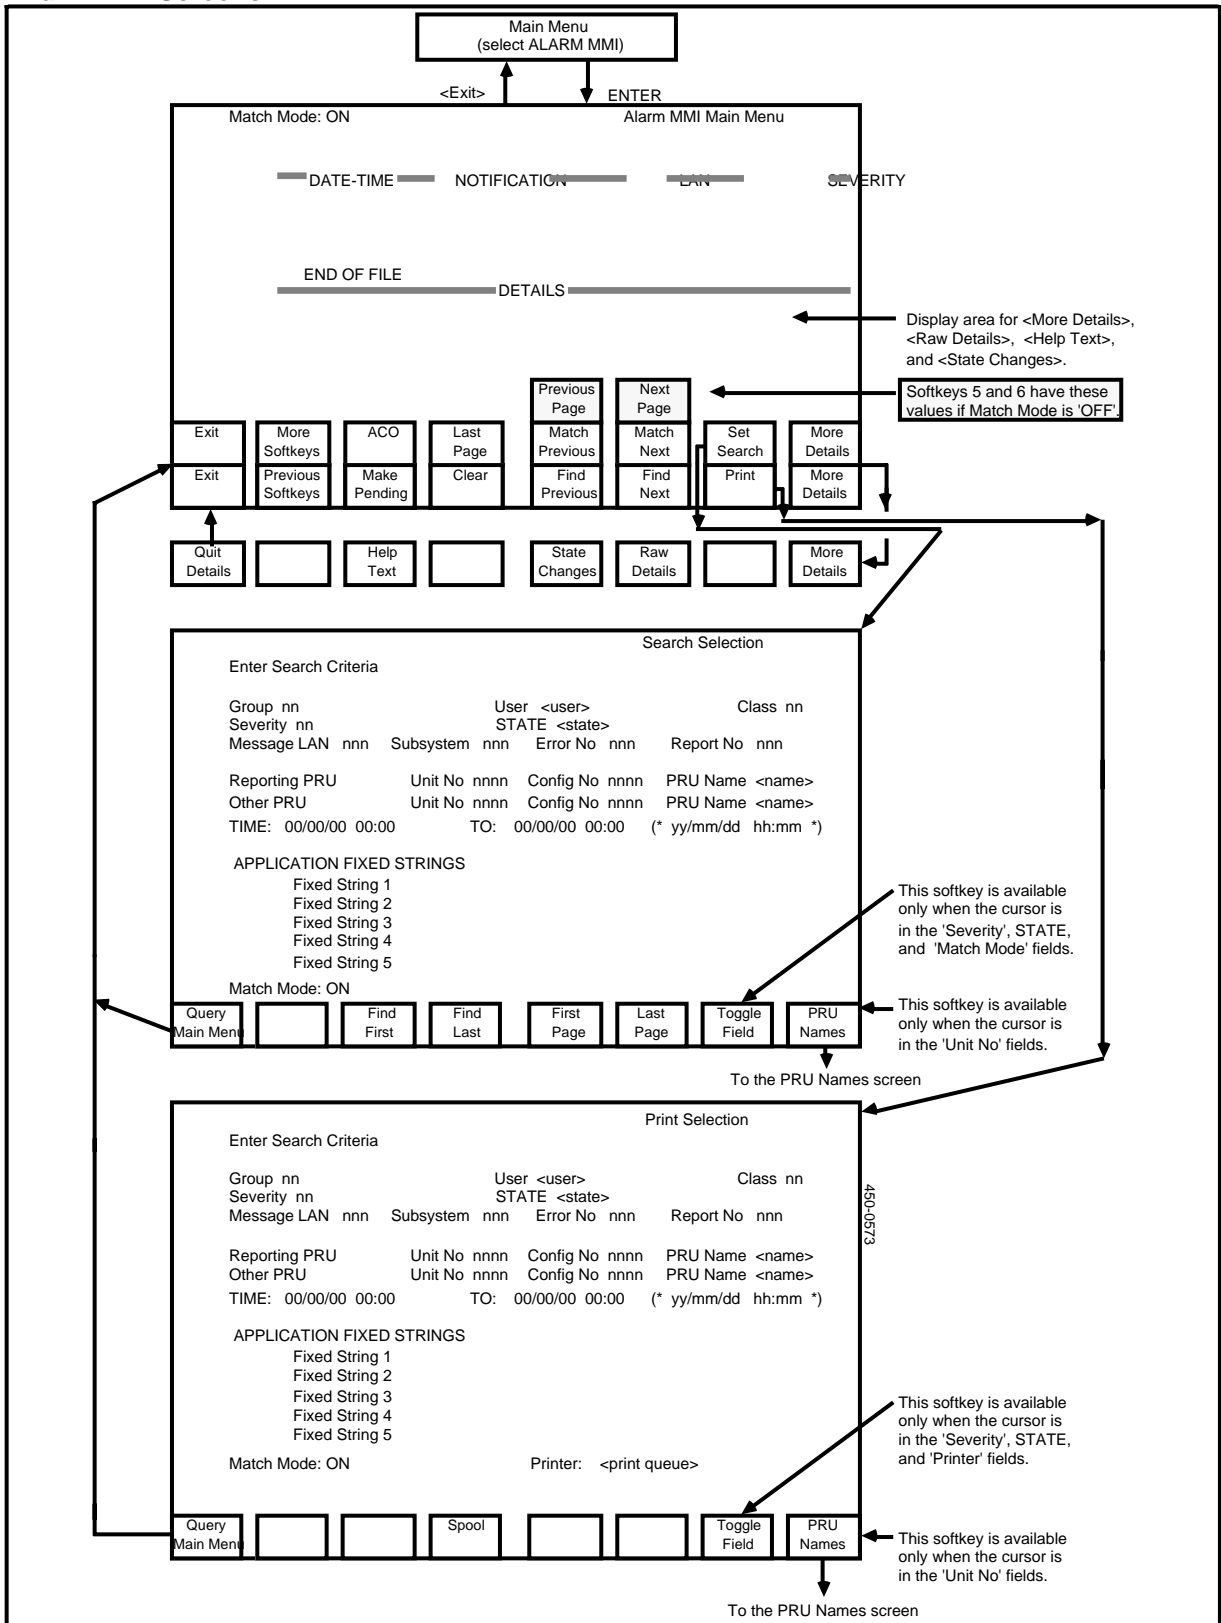 Main Menu
(select ALARM MMI)
<Exit>
ENTER
Match Mode: ON Alarm MMI Main Menu
DATE-TIME NOTIFICATION LAN SEVERITY
END OF FILE
DETAILS
Display area for <More Details>,
<Raw Details>, <Help Text>,
and <State Changes>.
Previous Page
Next Page
Softkeys 5 and 6 have these
values if Match Mode is 'OFF'.
Exit
More Softkeys
ACO
Last Page
Match Previous
Match Next
Set Search
More Details
Exit
Previous Softkeys
Make Pending
Clear
Find Previous
Find Next
Print
More Details
Quit Details
Help Text
State Changes
Raw Details
More Details
Search Selection
Enter Search Criteria
Group nn User <user> Class nn
Severity nn STATE <state>
Message LAN nnn Subsystem nnn Error No nnn Report No nnn
Reporting PRU Unit No nnnn Config No nnnn PRU Name <name>
Other PRU Unit No nnnn Config No nnnn PRU Name <name>
TIME: 00/00/00 00:00 TO: 00/00/00 00:00 (* yy/mm/dd hh:mm *)
APPLICATION FIXED STRINGS
Fixed String 1
Fixed String 2
Fixed String 3
Fixed String 4
Fixed String 5
This softkey is available
only when the cursor is
in the 'Severity', STATE,
and 'Match Mode' fields.
Match Mode: ON
Query Main Menu
Find First
Find Last
First Page
Last Page
Toggle Field
PRU Names
This softkey is available
only when the cursor is
in the 'Unit No' fields.
To the PRU Names screen
Print Selection
Enter Search Criteria
Group nn User <user> Class nn
Severity nn STATE <state>
Message LAN nnn Subsystem nnn Error No nnn Report No nnn
450-0573
Reporting PRU Unit No nnnn Config No nnnn PRU Name <name>
Other PRU Unit No nnnn Config No nnnn PRU Name <name>
TIME: 00/00/00 00:00 TO: 00/00/00 00:00 (* yy/mm/dd hh:mm *)
APPLICATION FIXED STRINGS
Fixed String 1
Fixed String 2
Fixed String 3
Fixed String 4
Fixed String 5
This softkey is available
only when the cursor is
in the 'Severity', STATE,
and 'Printer' fields.
Match Mode: ON Printer: <print queue>
Query Main Menu
Spool
Toggle Field
PRU Names
This softkey is available
only when the cursor is
in the 'Unit No' fields.
To the PRU Names screen